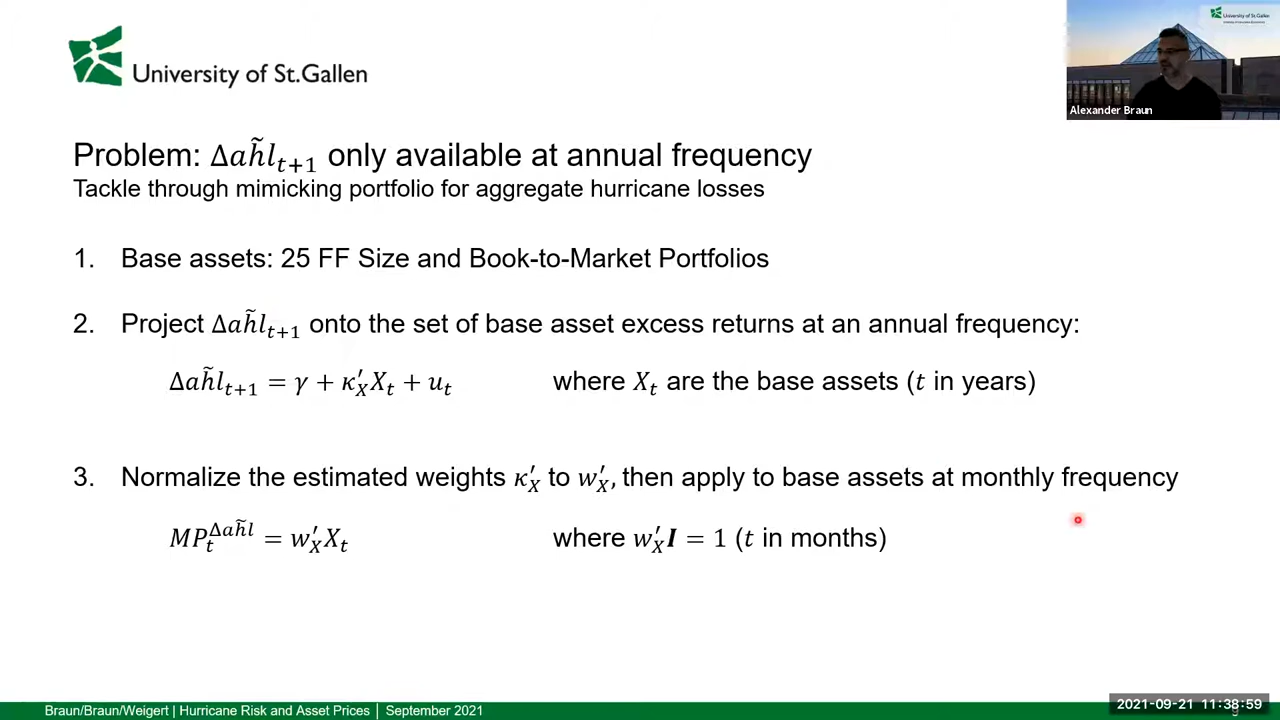 University of St.Gallen
University of St.Gallen
Alexander Braun
Problem: Δah̃l_{t+1} only available at annual frequency
Tackle through mimicking portfolio for aggregate hurricane losses
1. Base assets: 25 FF Size and Book-to-Market Portfolios
2. Project Δah̃l_{t+1} onto the set of base asset excess returns at an annual frequency:
Δah̃l_{t+1} = γ + κ′_X X_t + u_t where X_t are the base assets (t in years)
3. Normalize the estimated weights κ′_X to w′_X, then apply to base assets at monthly frequency
MP_t^{Δah̃l} = w′_X X_t where w′_X I = 1 (t in months)
Braun/Braun/Weigert | Hurricane Risk and Asset Prices | September 2021
2021-09-21 11:38:59